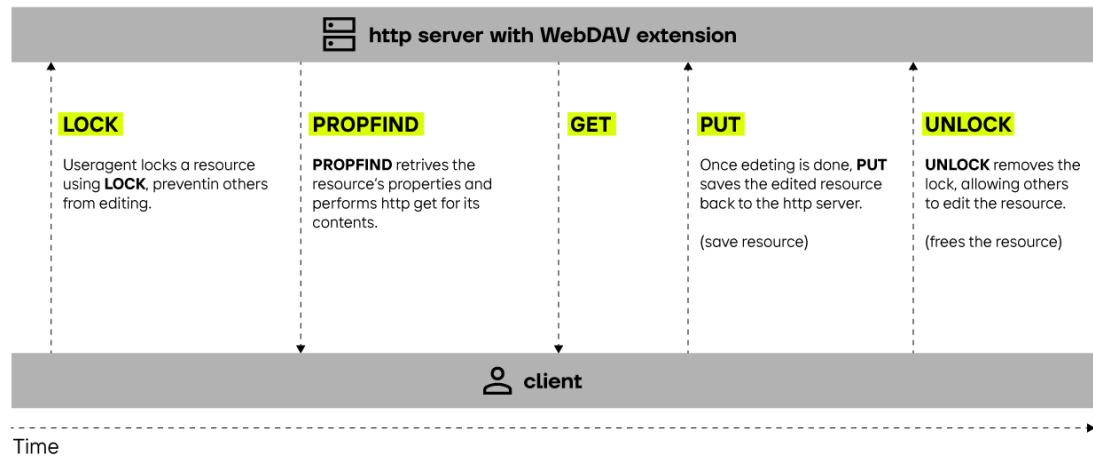 http server with WebDAV extension
LOCK
Useragent locks a resource
using LOCK, preventin others
from editing.
PROPFIND
PROPFIND retrives the
resource's properties and
performs http get for its
contents.
GET
PUT
Once edeting is done, PUT
saves the edited resource
back to the http server.
(save resource)
UNLOCK
UNLOCK removes the
lock, allowing others
to edit the resource.
(frees the resource)
client
Time